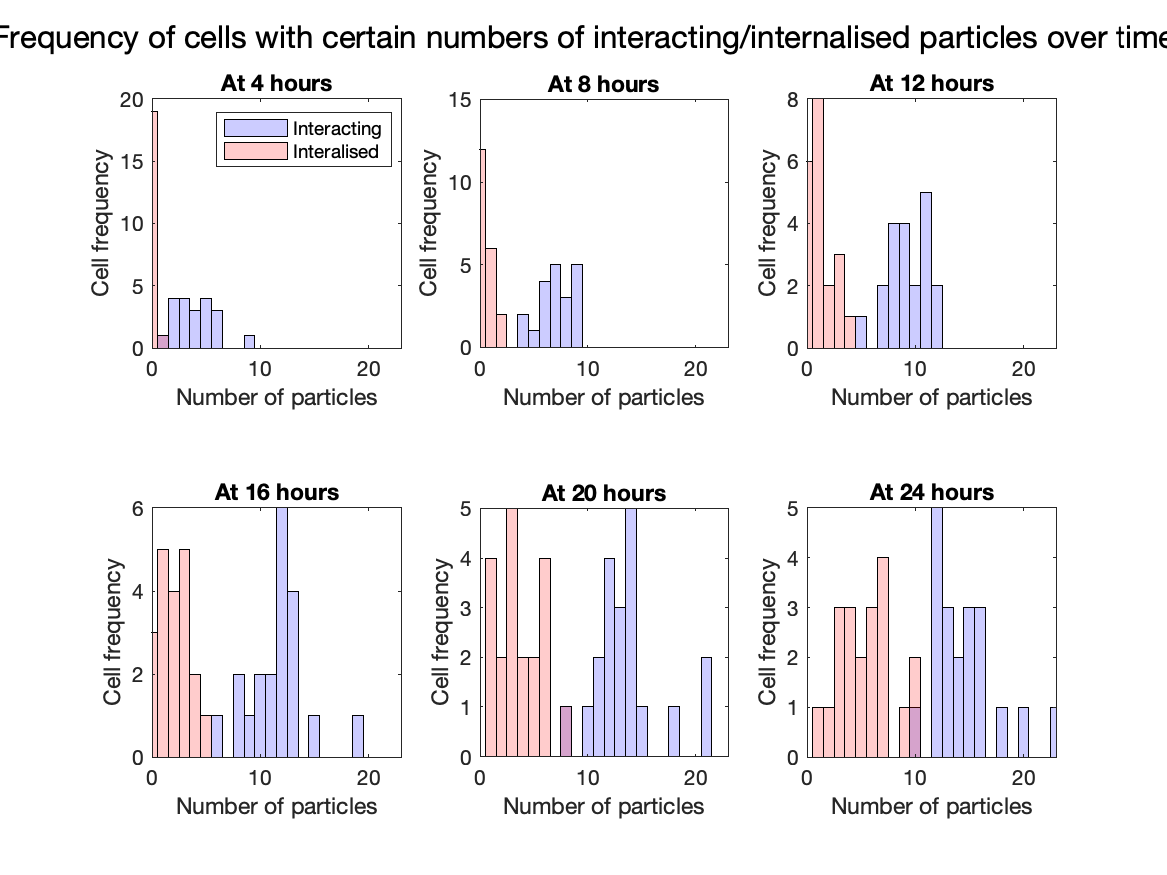 Frequency of cells with certain numbers of interacting/internalised particles over time
At 4 hours
20
15
10
5
0
Cell frequency
Interacting
Interalised
0 10 20
Number of particles
At 8 hours
15
10
5
0
Cell frequency
0 10 20
Number of particles
At 12 hours
8
6
4
2
0
Cell frequency
0 10 20
Number of particles
At 16 hours
6
4
2
0
Cell frequency
0 10 20
Number of particles
At 20 hours
5
4
3
2
1
0
Cell frequency
0 10 20
Number of particles
At 24 hours
5
4
3
2
1
0
Cell frequency
0 10 20
Number of particles